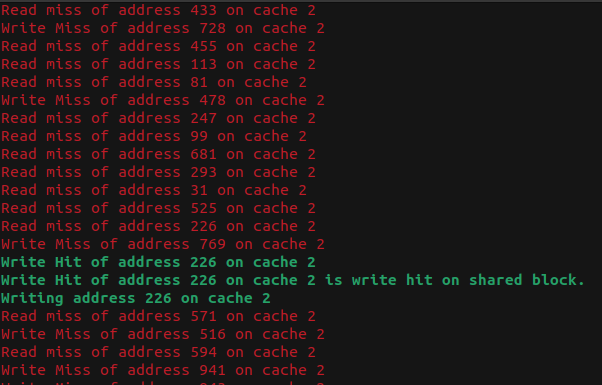 Read miss of address 433 on cache 2
Write Miss of address 728 on cache 2
Read miss of address 455 on cache 2
Read miss of address 113 on cache 2
Read miss of address 81 on cache 2
Write Miss of address 478 on cache 2
Read miss of address 247 on cache 2
Read miss of address 99 on cache 2
Read miss of address 681 on cache 2
Read miss of address 293 on cache 2
Read miss of address 31 on cache 2
Read miss of address 525 on cache 2
Read miss of address 226 on cache 2
Write Miss of address 769 on cache 2
Write Hit of address 226 on cache 2
Write Hit of address 226 on cache 2 is write hit on shared block.
Writing address 226 on cache 2
Read miss of address 571 on cache 2
Write Miss of address 516 on cache 2
Read miss of address 594 on cache 2
Write Miss of address 941 on cache 2